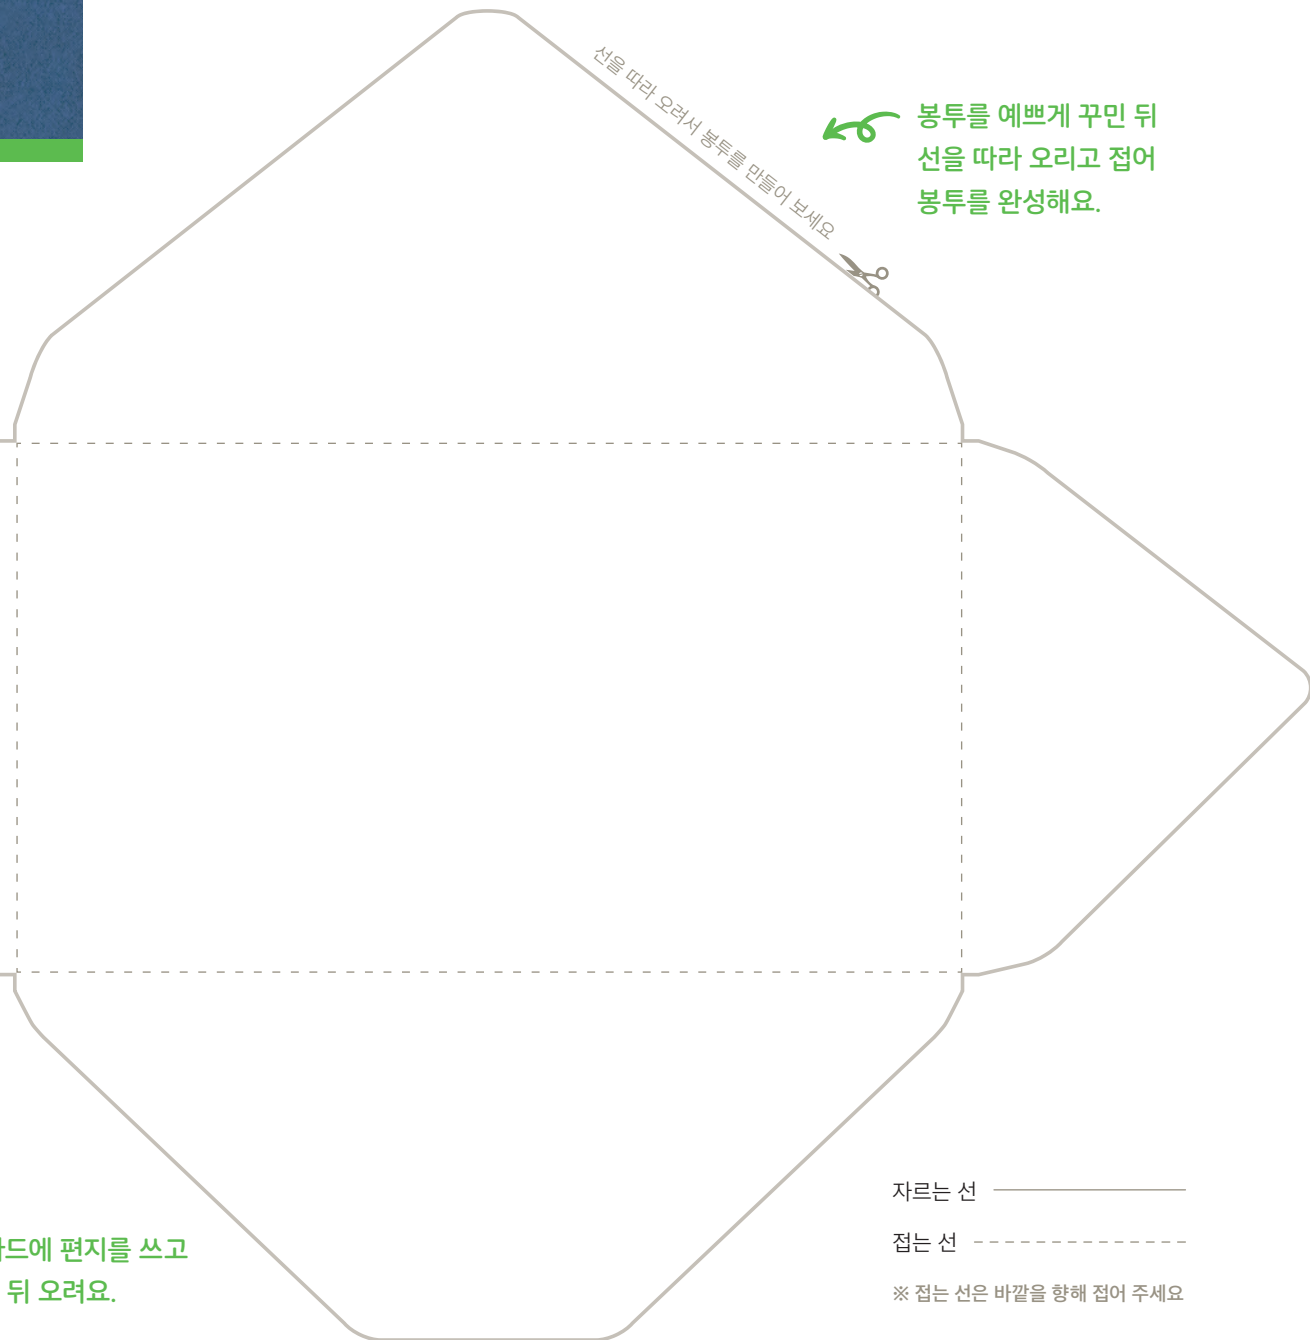 선을 따라 오려서 봉투를 만들어 보세요
봉투를 예쁘게 꾸민 뒤
선을 따라 오리고 접어
봉투를 완성해요.
편지를 쓰고
뒤 오려요.
자르는 선
접는 선
※ 접는 선은 바깥을 향해 접어 주세요